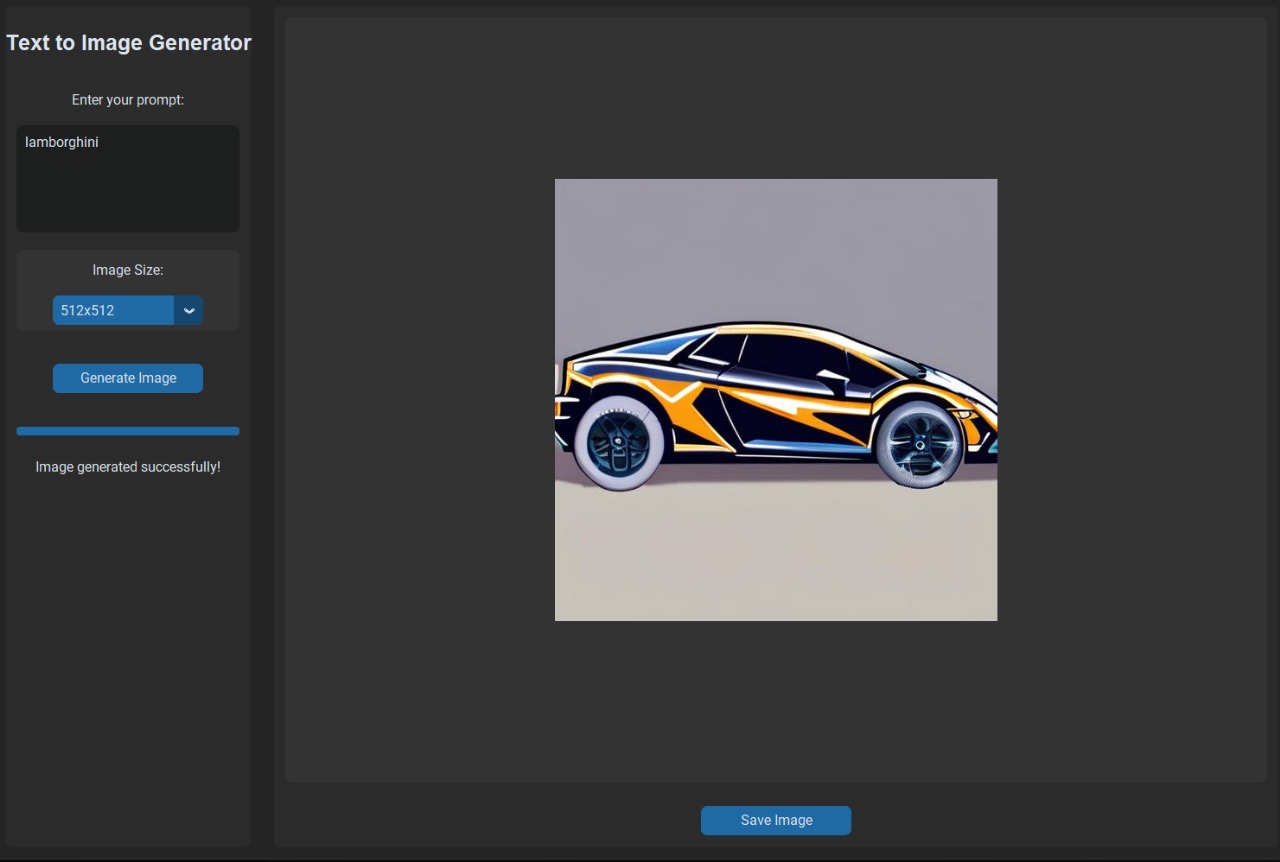 Text to Image Generator
Enter your prompt:
lamborghini
Image Size:
512x512
Generate Image
Image generated successfully!
Save Image